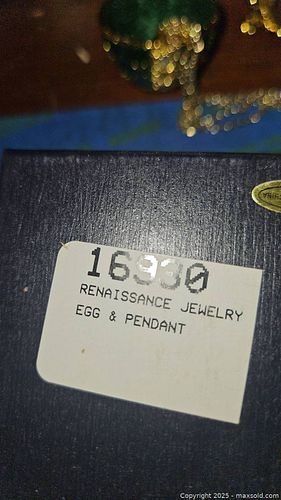 16930
RENAISSANCE JEWELRY
EGG & PENDANT
Copyright 2025 - maxsold.com